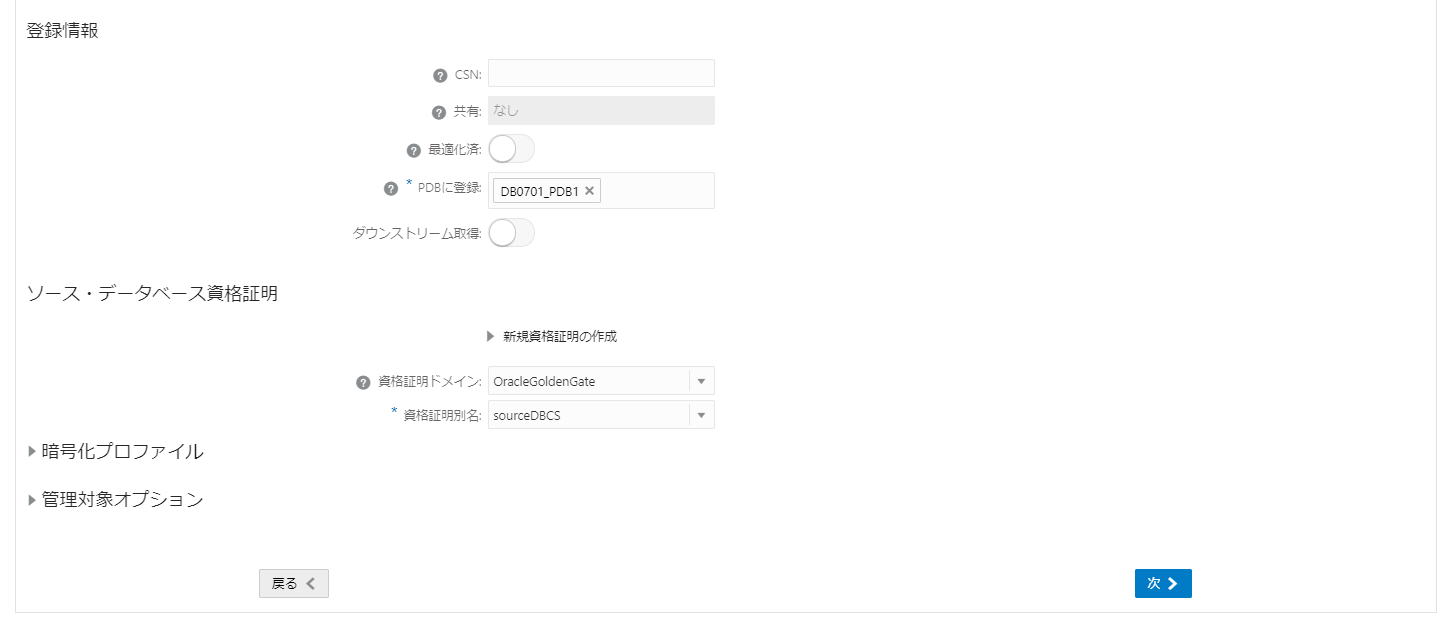 登録情報
CSN:
共有: なし
最適化済:
* PDBに登録: DB0701_PDB1 ×
ダウンストリーム取得:
ソース・データベース資格証明
新規資格証明の作成
資格証明ドメイン: OracleGoldenGate
* 資格証明別名: sourceDBCS
暗号化プロファイル
管理対象オプション
戻る 次